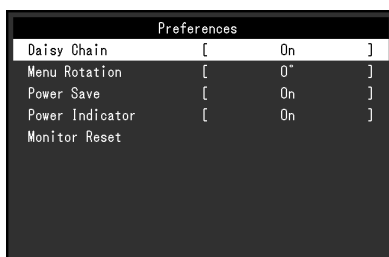 Preferences
Daisy Chain [ On ]
Menu Rotation [ 0° ]
Power Save [ On ]
Power Indicator [ On ]
Monitor Reset